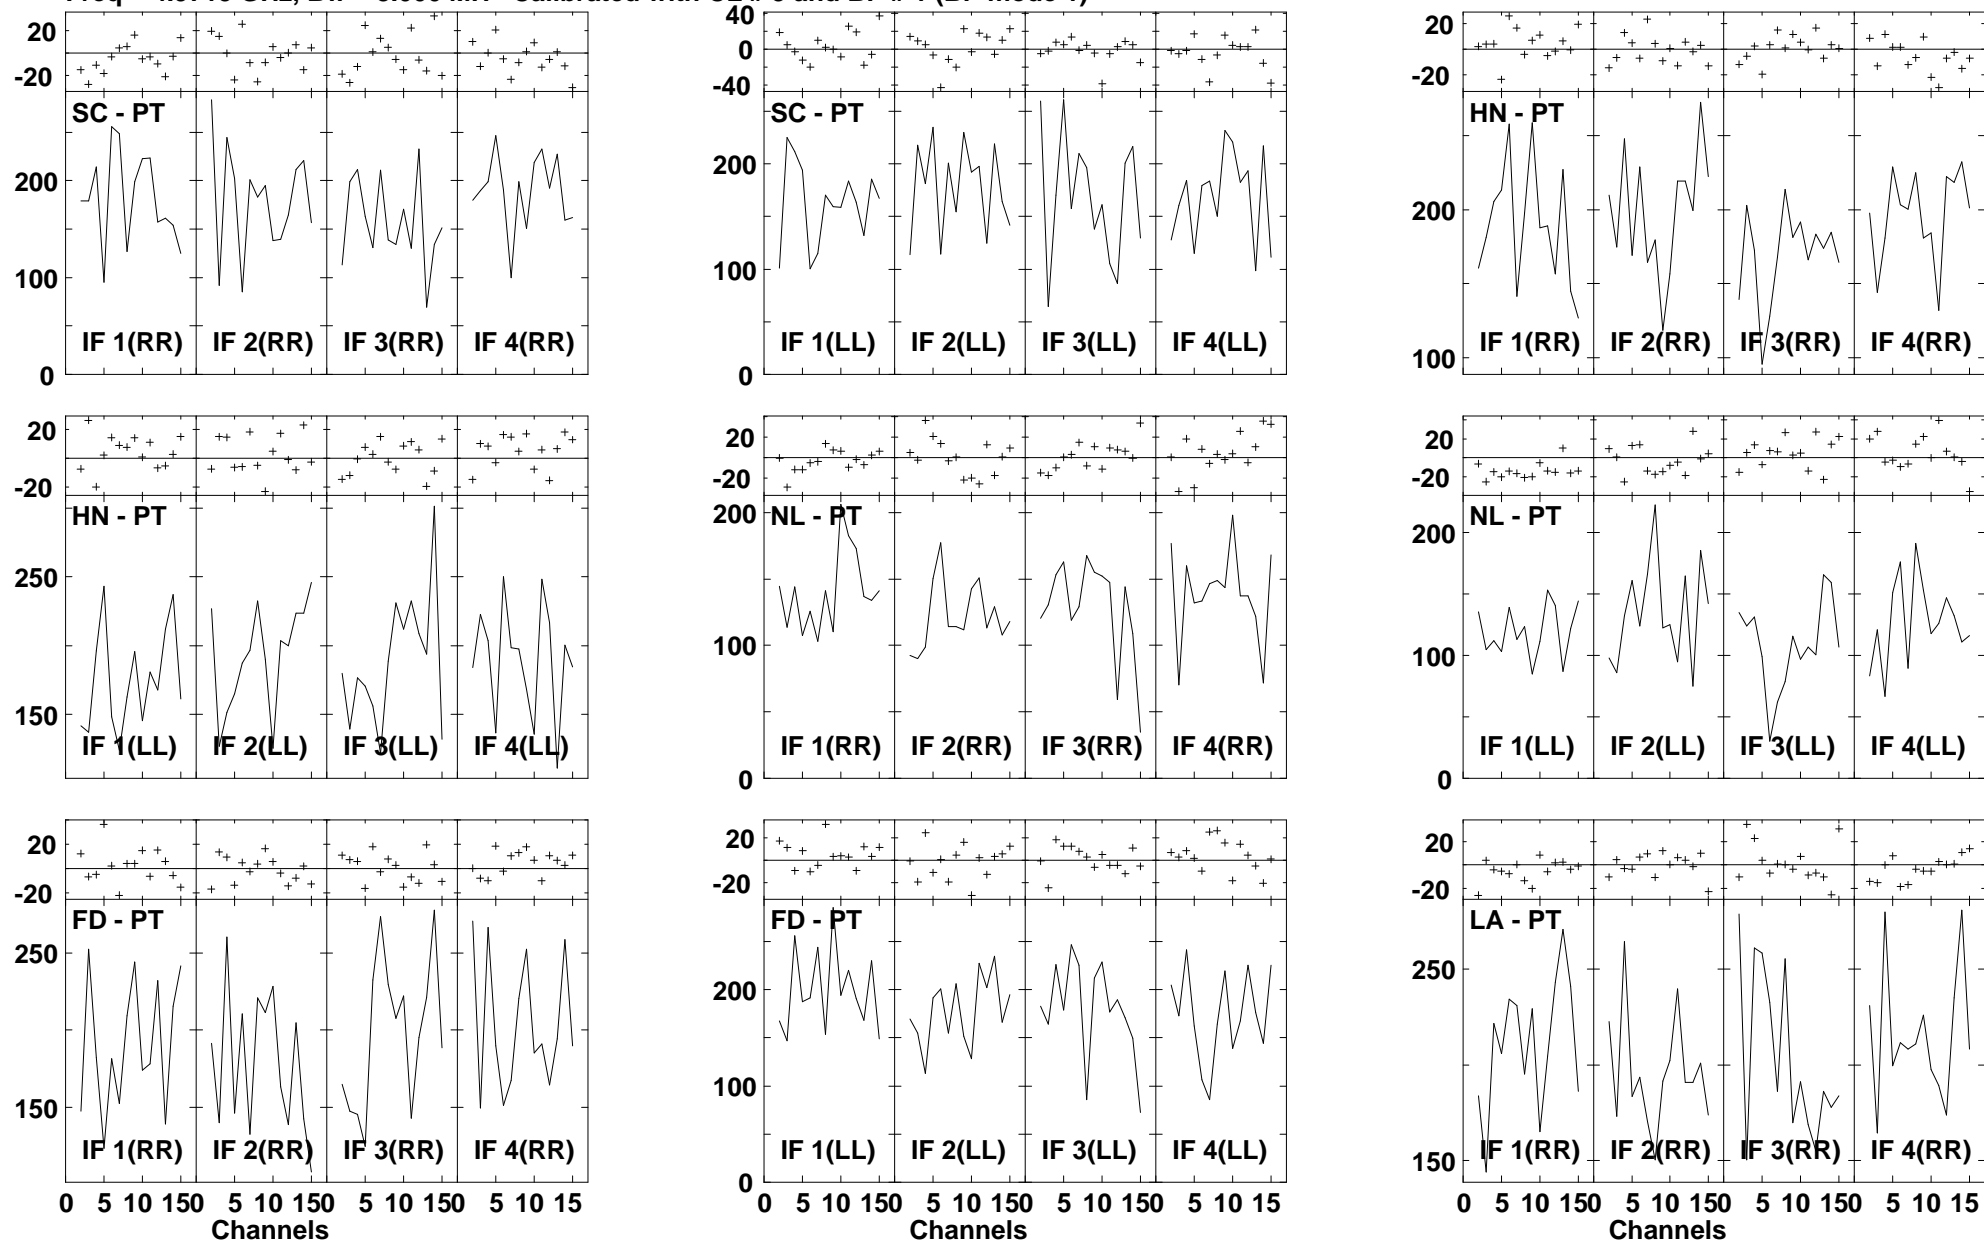 20 -20 40 0 -40 20 -20
SC - PT SC - PT HN - PT
200 100 0 200 100 0 200 100
IF 1(RR) IF 2(RR) IF 3(RR) IF 4(RR) IF 1(LL) IF 2(LL) IF 3(LL) IF 4(LL) IF 1(RR) IF 2(RR) IF 3(RR) IF 4(RR)
20 -20 20 -20 20 -20
HN - PT NL - PT NL - PT
250 150 200 100 0 200 100 0
IF 1(LL) IF 2(LL) IF 3(LL) IF 4(LL) IF 1(RR) IF 2(RR) IF 3(RR) IF 4(RR) IF 1(LL) IF 2(LL) IF 3(LL) IF 4(LL)
20 -20 20 -20 20 -20
FD - PT FD - PT LA - PT
250 150 200 100 0 250 150
IF 1(RR) IF 2(RR) IF 3(RR) IF 4(RR) IF 1(LL) IF 2(LL) IF 3(LL) IF 4(LL) IF 1(RR) IF 2(RR) IF 3(RR) IF 4(RR)
0 5 10 150 5 10 150 5 10 150 5 10 15 0 5 10 150 5 10 150 5 10 150 5 10 15 0 5 10 150 5 10 150 5 10 150 5 10 15
Channels Channels Channels